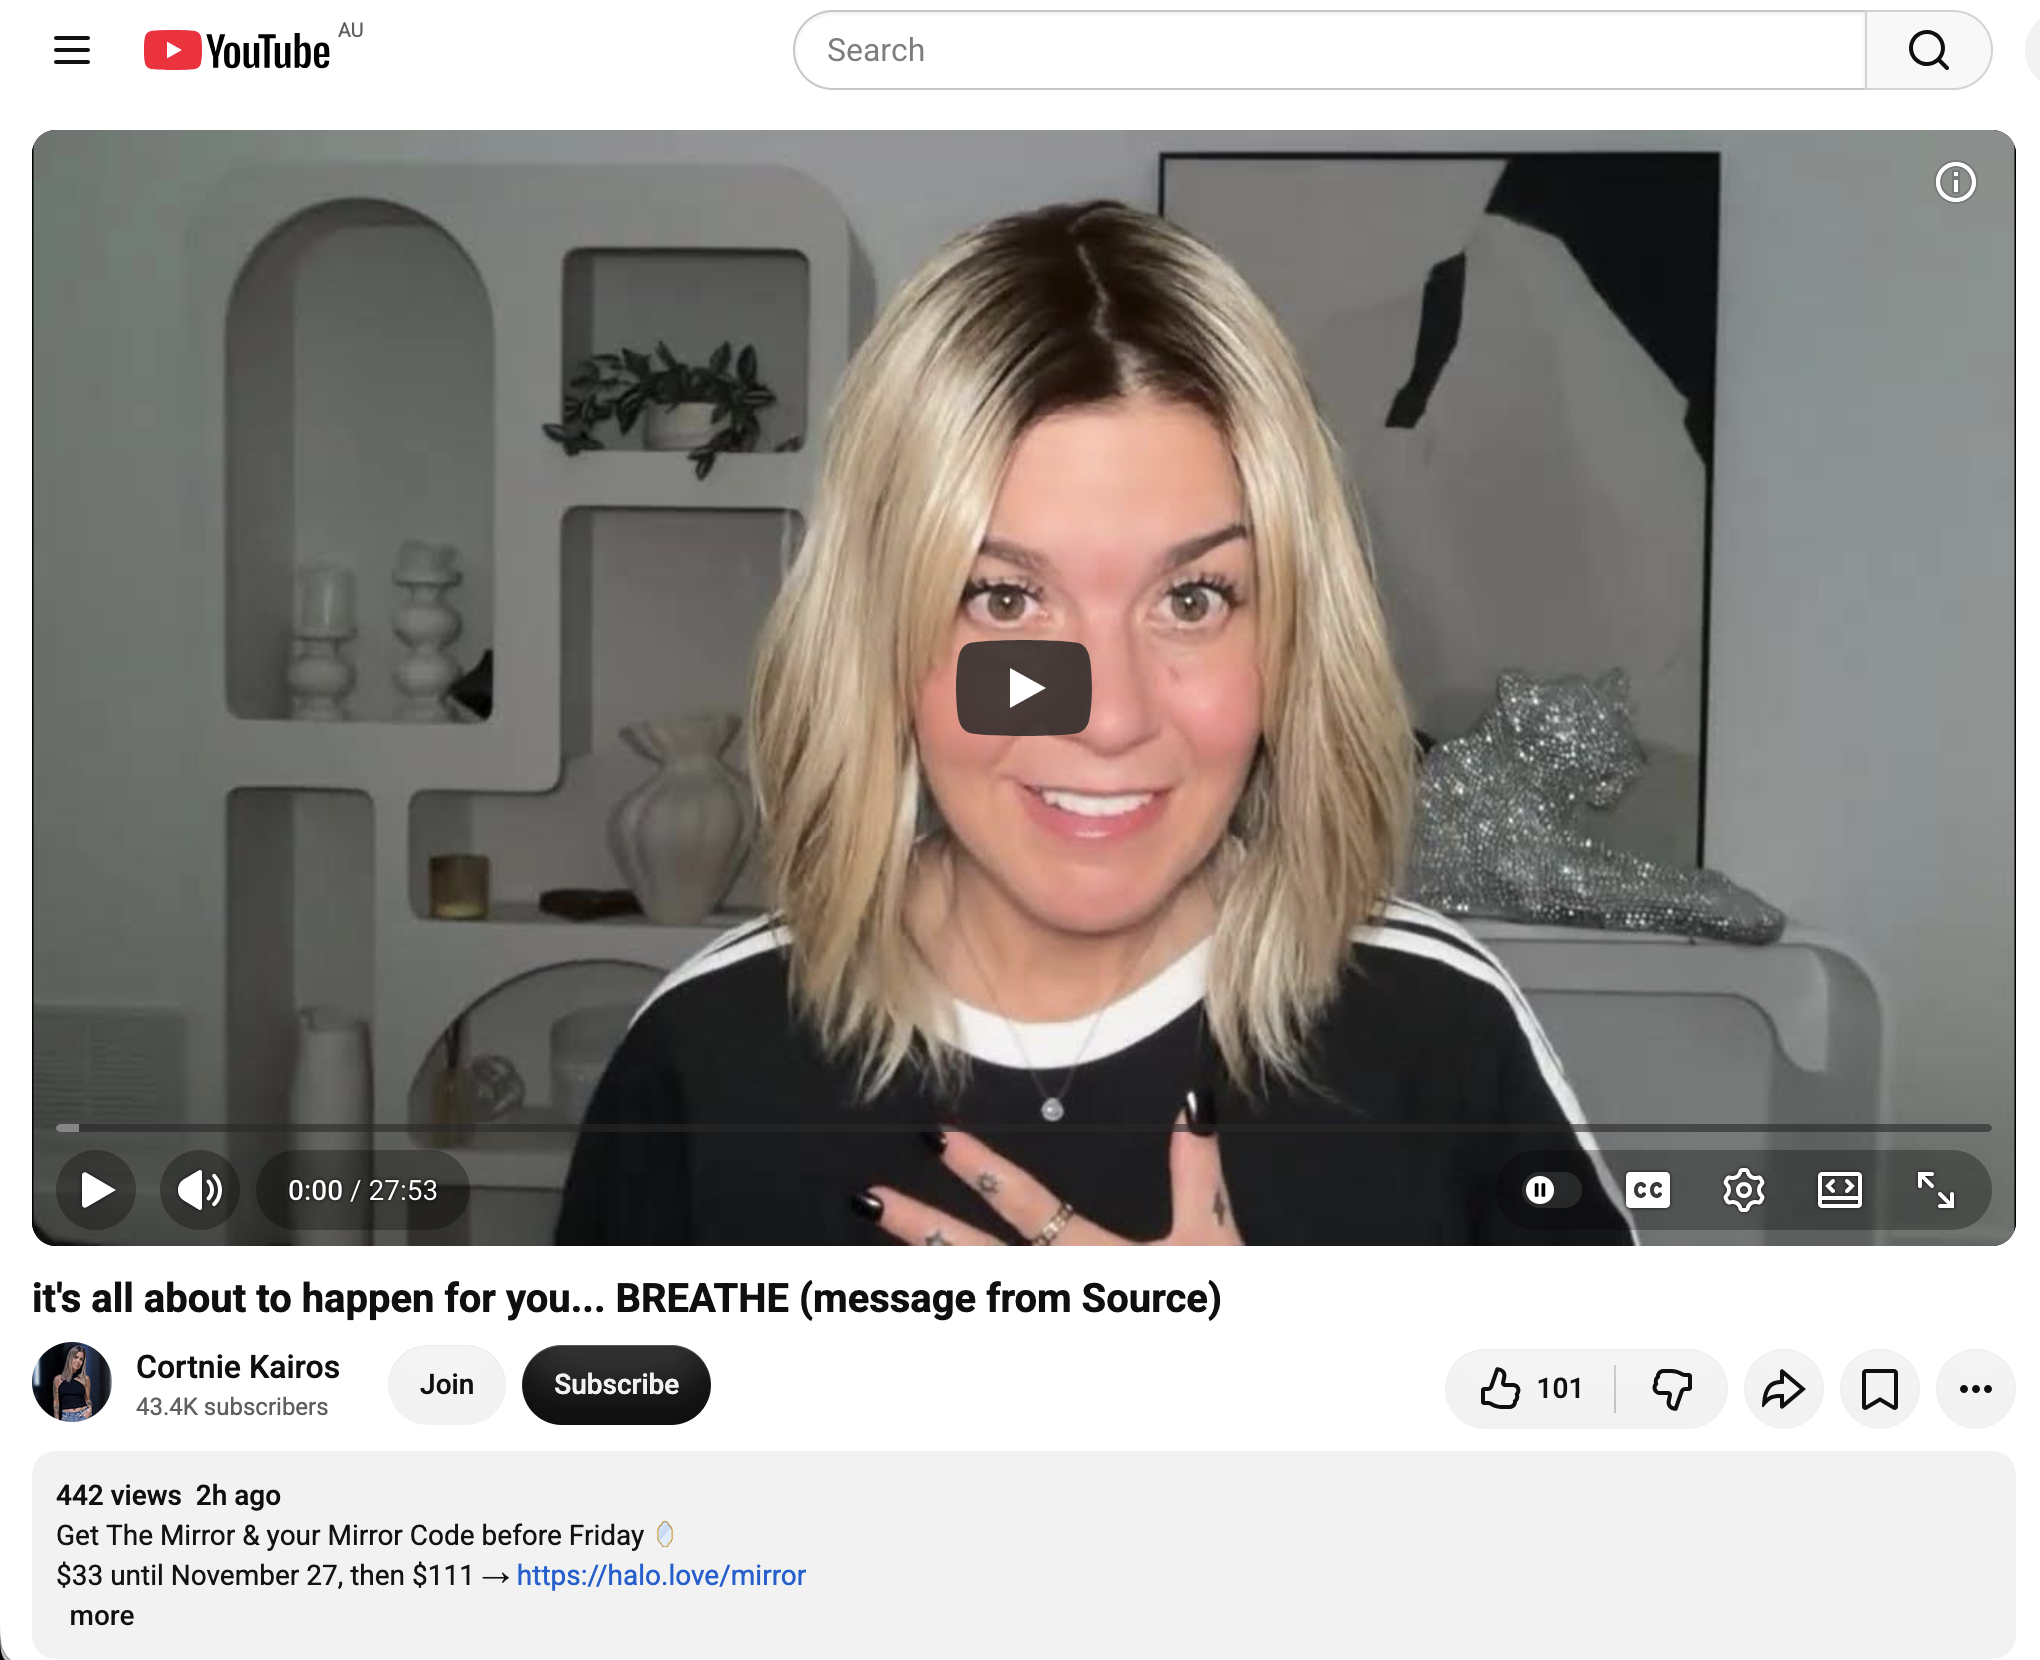 YouTube AU
Search
0:00 / 27:53
CC
it's all about to happen for you... BREATHE (message from Source)
Cortnie Kairos
43.4K subscribers
Join
Subscribe
101
442 views 2h ago
Get The Mirror & your Mirror Code before Friday 🪞
$33 until November 27, then $111 → https://halo.love/mirror
more